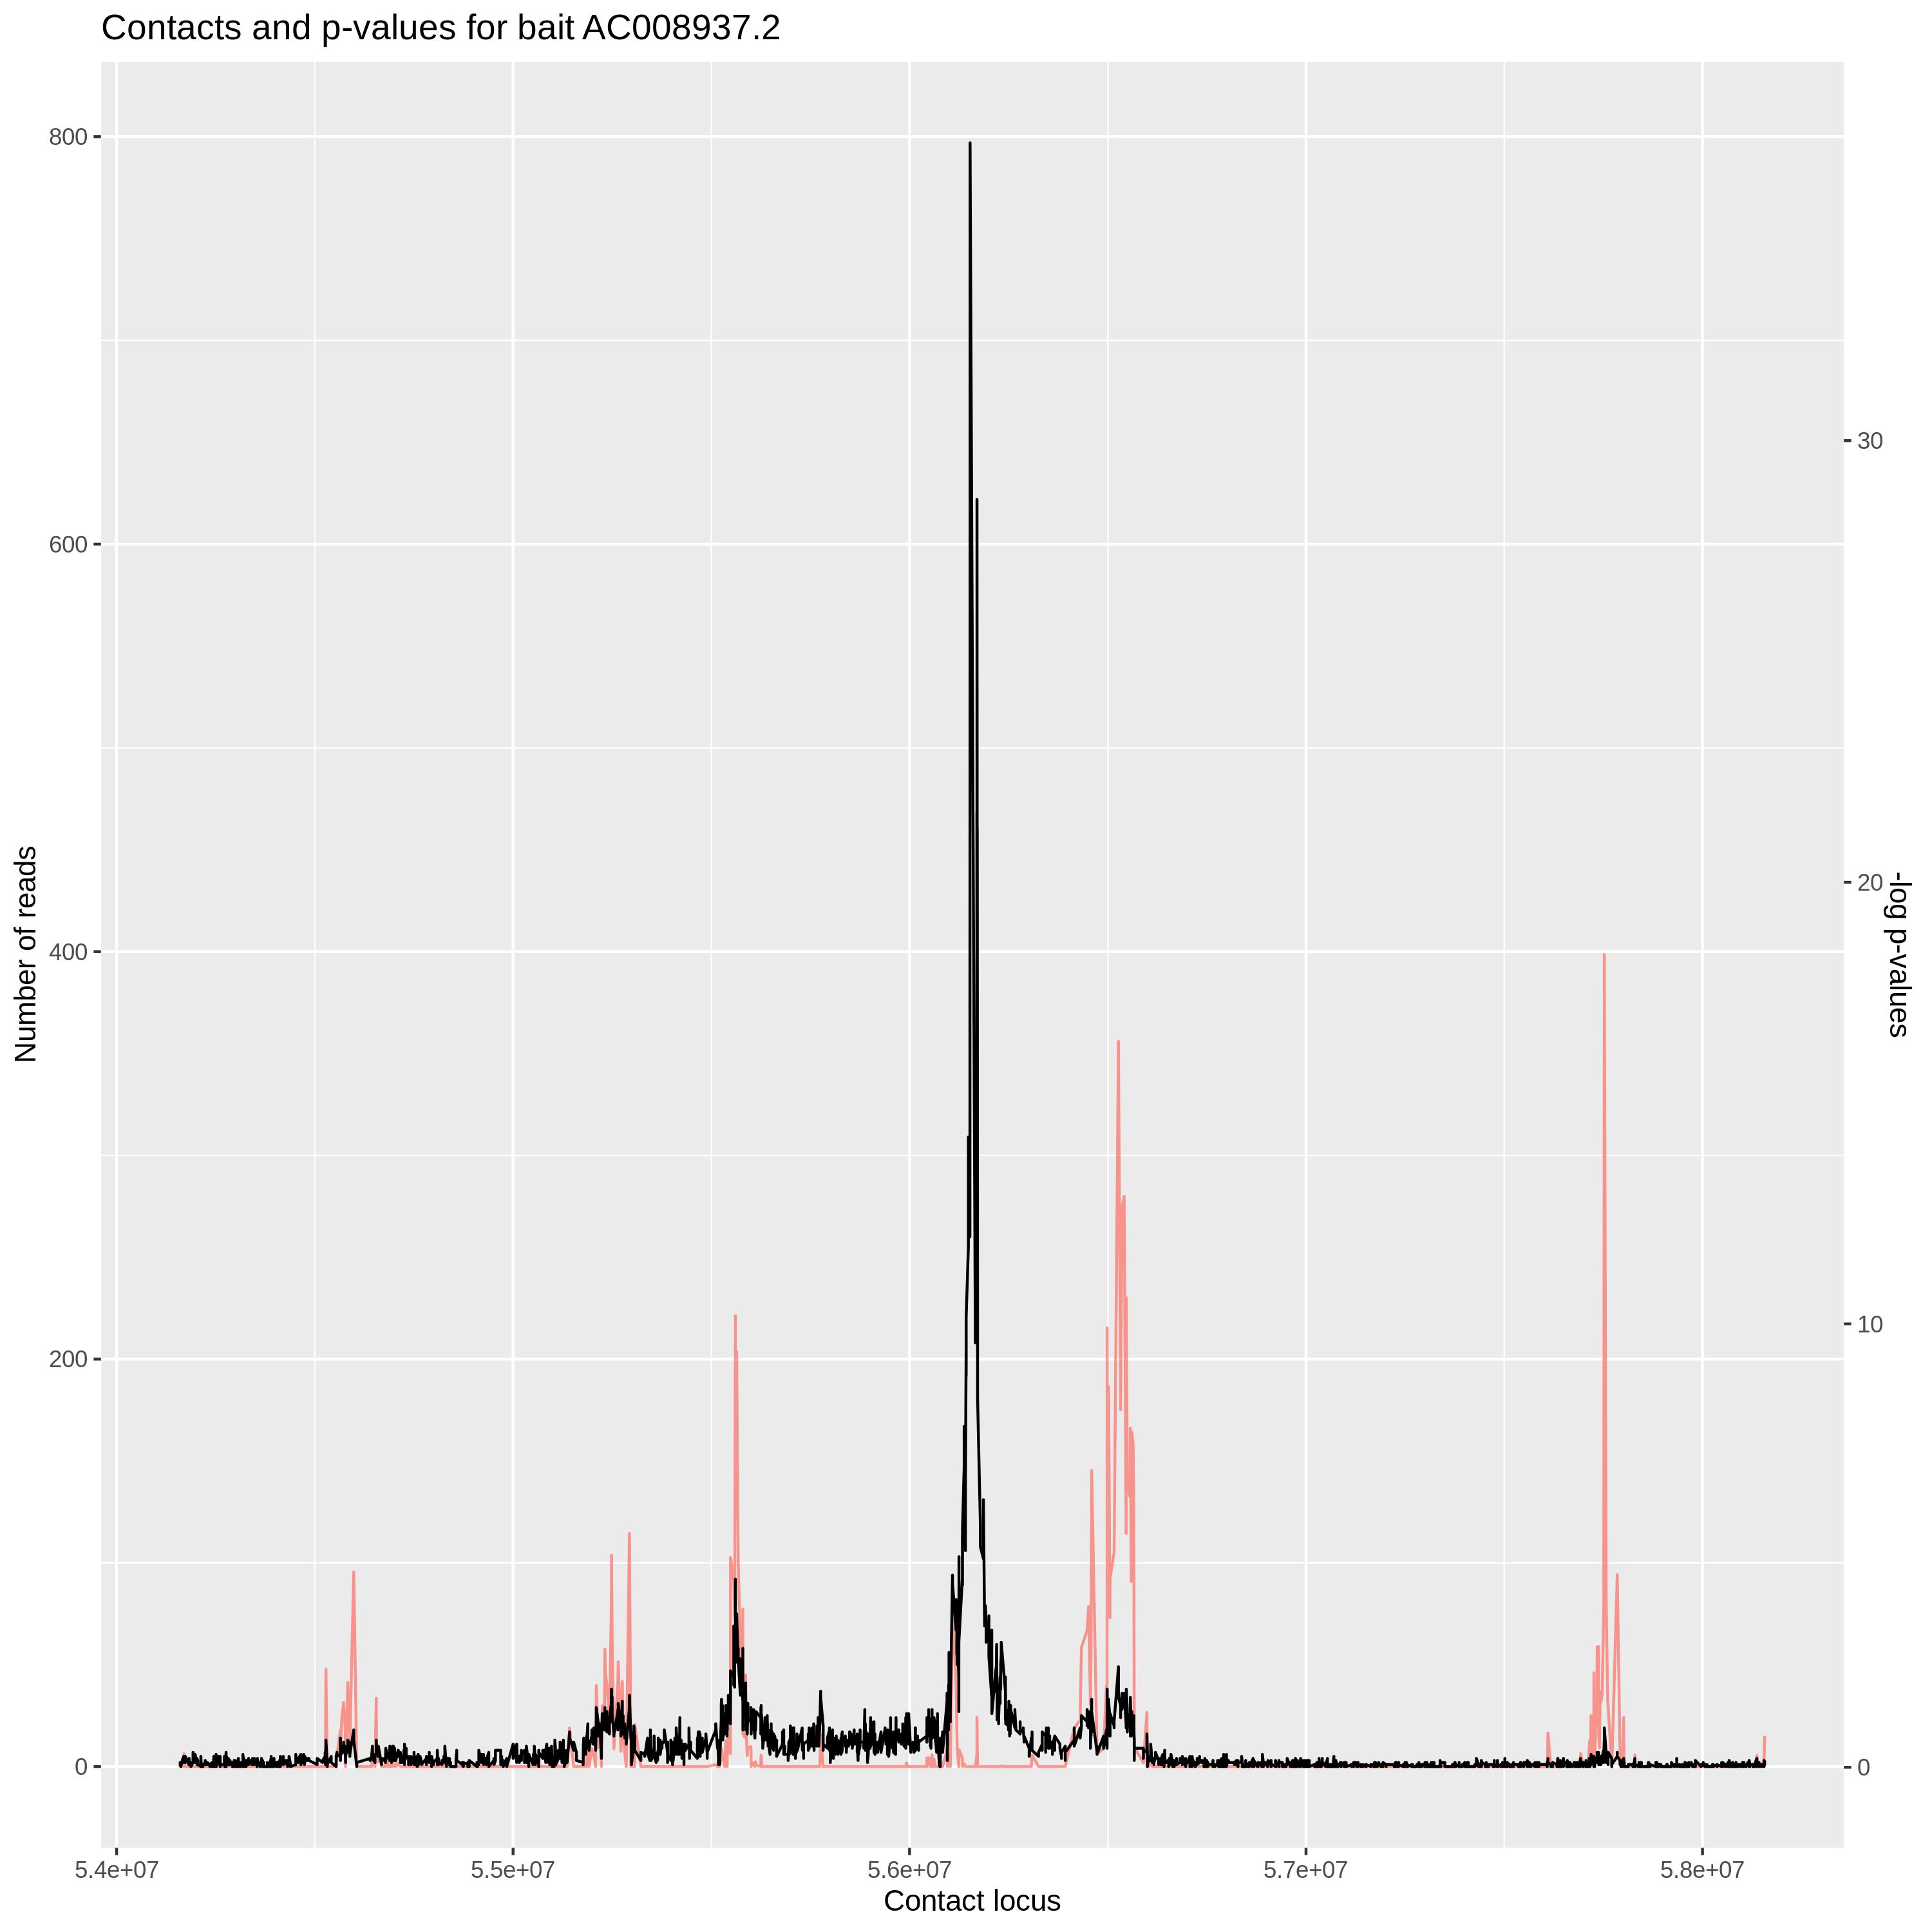 Contacts and p-values for bait AC008937.2
800
600
400
200
0
Number of reads
30
20
10
0
-log p-values
5.4e+07
5.5e+07
5.6e+07
5.7e+07
5.8e+07
Contact locus